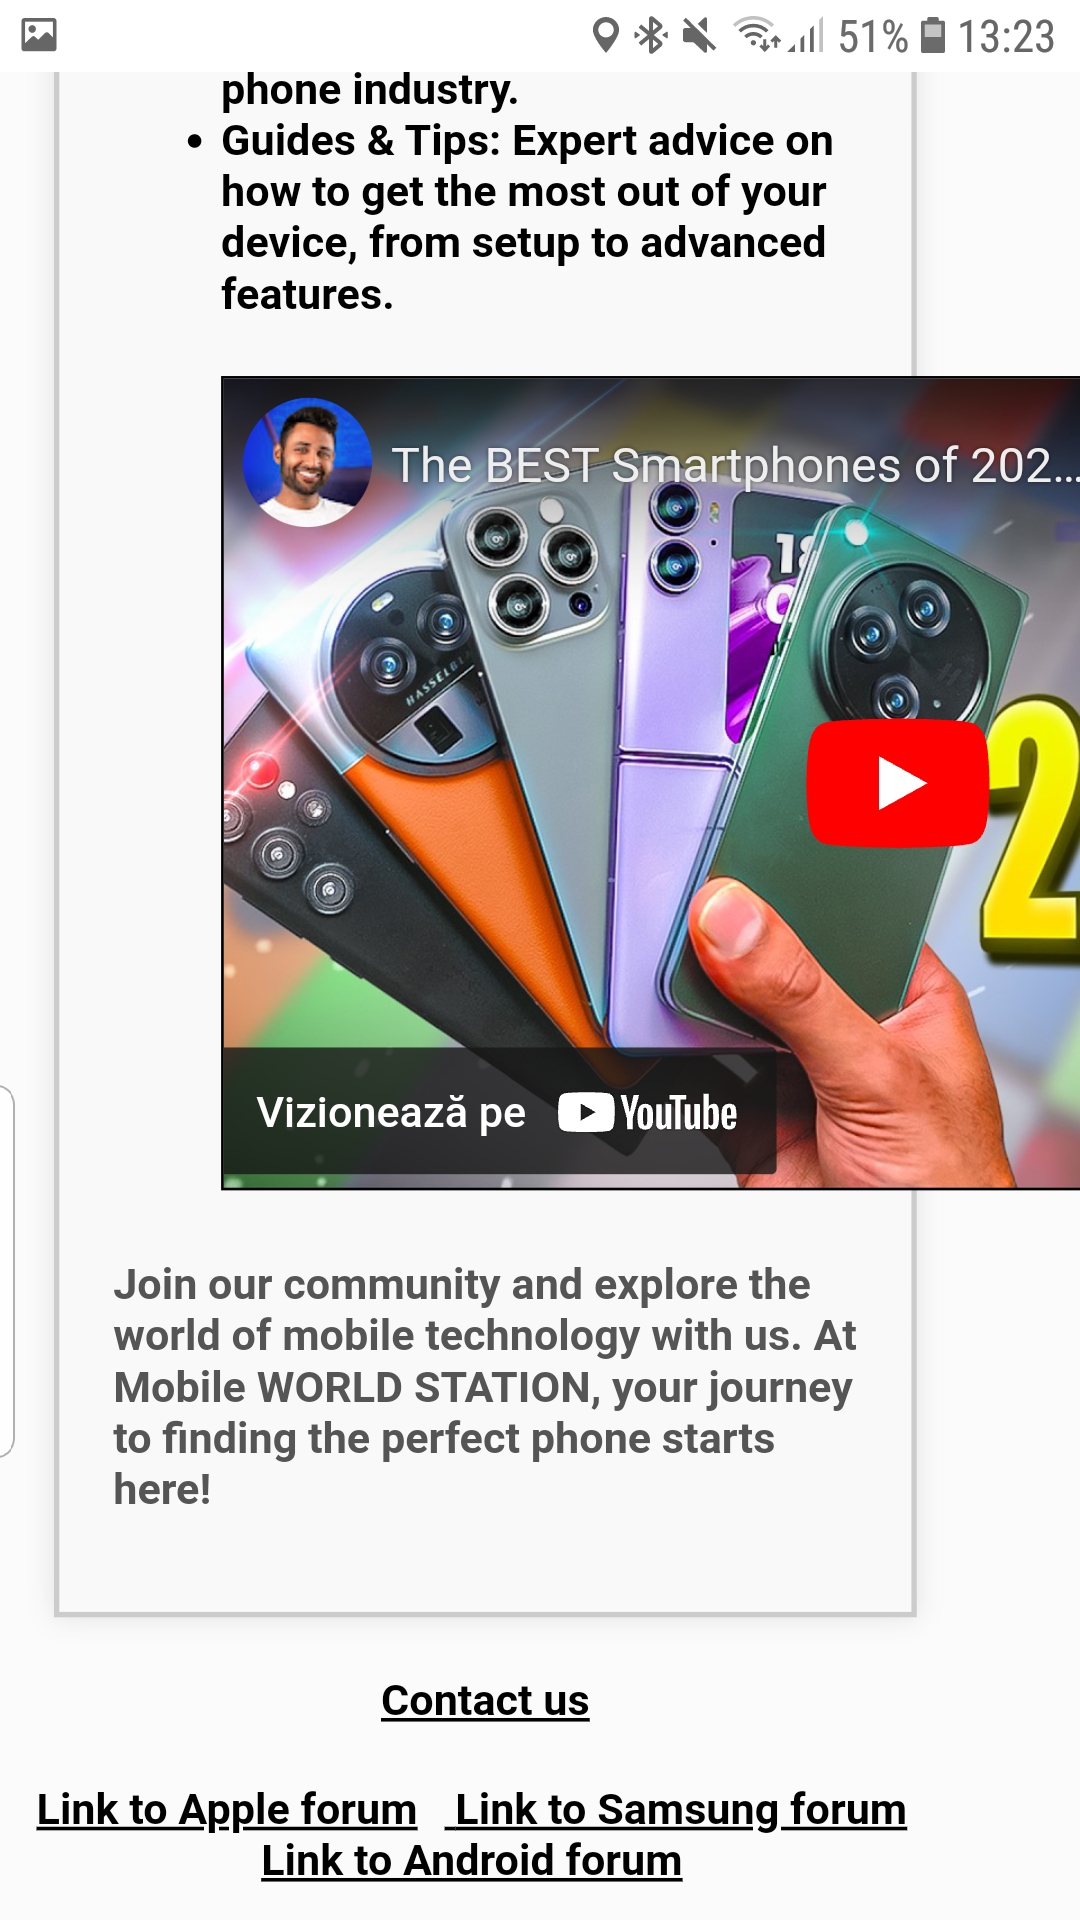 51% 13:23
phone industry.
• Guides & Tips: Expert advice on
how to get the most out of your
device, from setup to advanced
features.
The BEST Smartphones of 202...
HASSELBL
2
Vizionează pe YouTube
Join our community and explore the
world of mobile technology with us. At
Mobile WORLD STATION, your journey
to finding the perfect phone starts
here!
Contact us
Link to Apple forum Link to Samsung forum
Link to Android forum